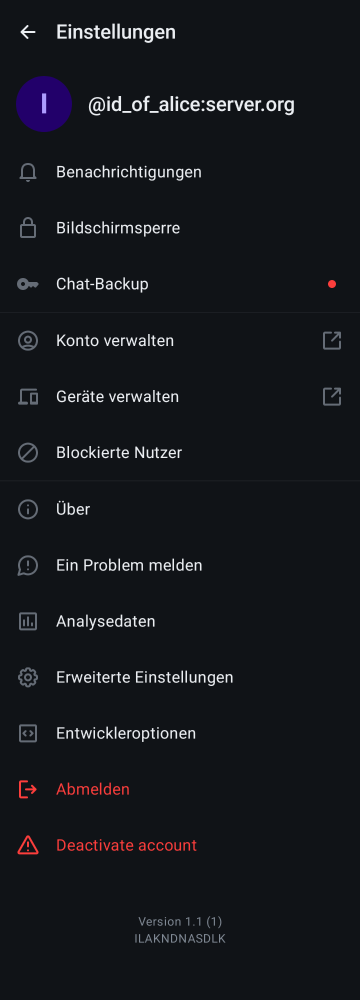 Einstellungen
I
@id_of_alice:server.org
Benachrichtigungen
Bildschirmsperre
Chat-Backup
Konto verwalten
Geräte verwalten
Blockierte Nutzer
Über
Ein Problem melden
Analysedaten
Erweiterte Einstellungen
Entwickleroptionen
Abmelden
Deactivate account
Version 1.1 (1)
ILAKNDNASDLK